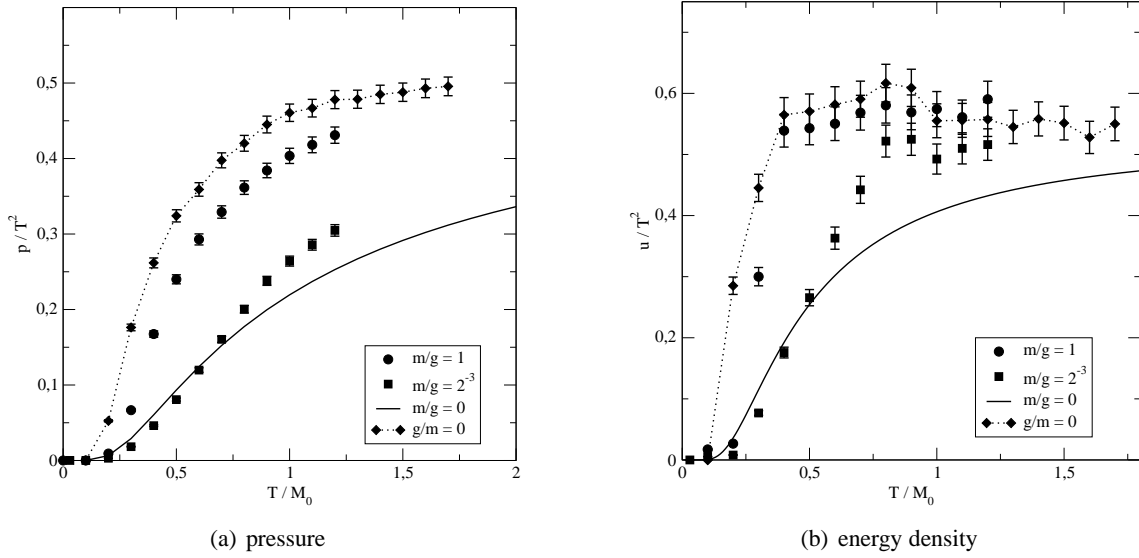 0,6
0,5
0,4
0,3
0,2
0,1
0
p / T²
0 0,5 1 1,5 2
T / M₀
m/g = 1
m/g = 2⁻³
m/g = 0
g/m = 0
(a) pressure
0,6
0,4
0,2
0
u / T²
0 0,5 1 1,5
T / M₀
m/g = 1
m/g = 2⁻³
m/g = 0
g/m = 0
(b) energy density